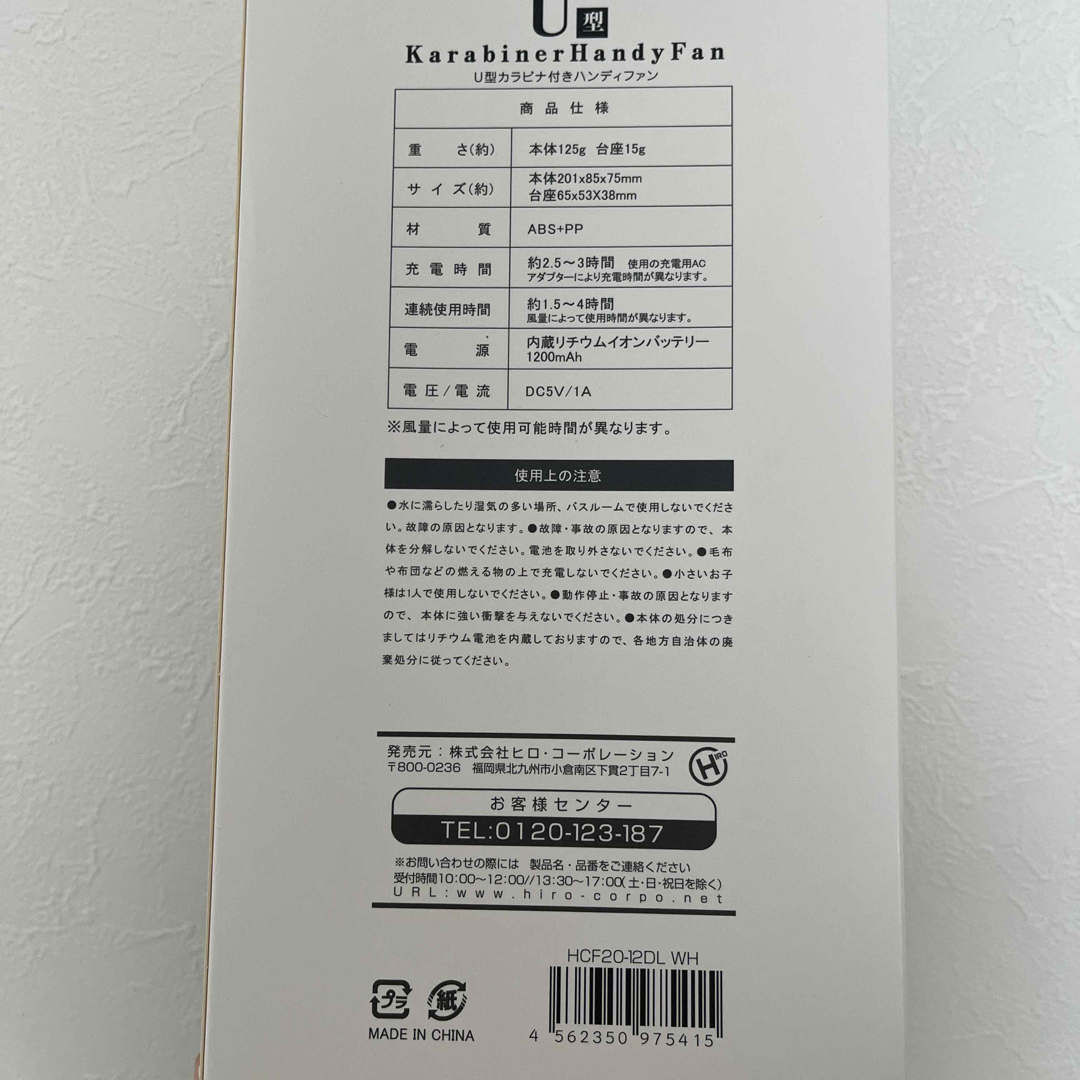 U型
KarabinerHandyFan
U型カラビナ付きハンディファン
商品仕様
重さ(約) 本体125g 台座15g
サイズ(約) 本体201x85x75mm
台座65x53X38mm
材質 ABS+PP
充電時間 約2.5〜3時間 使用の充電用AC
アダプターにより充電時間が異なります。
連続使用時間 約1.5〜4時間
風量によって使用時間が異なります。
電源 内蔵リチウムイオンバッテリー
1200mAh
電圧/電流 DC5V/1A
※風量によって使用可能時間が異なります。
使用上の注意
●水に濡らしたり湿気の多い場所、バスルームで使用しないでくださ
い。故障の原因となります。●故障・事故の原因となりますので、本
体を分解しないでください。電池を取り外さないでください。●毛布
や布団などの燃える物の上で充電しないでください。●小さいお子
様は1人で使用しないでください。●動作停止・事故の原因となります
ので、本体に強い衝撃を与えないでください。●本体の処分につき
ましてはリチウム電池を内蔵しておりますので、各地方自治体の廃
棄処分に従ってください。
発売元：株式会社ヒロ・コーポレーション
〒800-0236 福岡県北九州市小倉南区下貫2丁目7-1
HIRO
お客様センター
TEL:0120-123-187
※お問い合わせの際には 製品名・品番をご連絡ください
受付時間10:00〜12:00//13:30〜17:00(土・日・祝日を除く)
URL:www.hiro-corpo.net
HCF20-12DL WH
プラ 紙
MADE IN CHINA
4 562350 975415